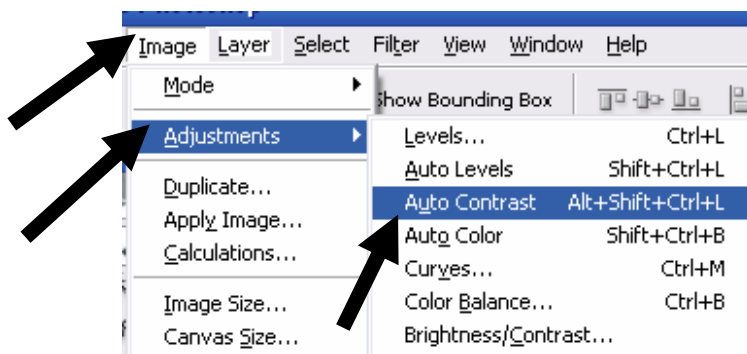 Image Layer Select Filter View Window Help
Mode
Show Bounding Box
Adjustments
Levels... Ctrl+L
Auto Levels Shift+Ctrl+L
Duplicate...
Auto Contrast Alt+Shift+Ctrl+L
Apply Image...
Auto Color Shift+Ctrl+B
Calculations...
Curves... Ctrl+M
Image Size...
Color Balance... Ctrl+B
Canvas Size...
Brightness/Contrast...